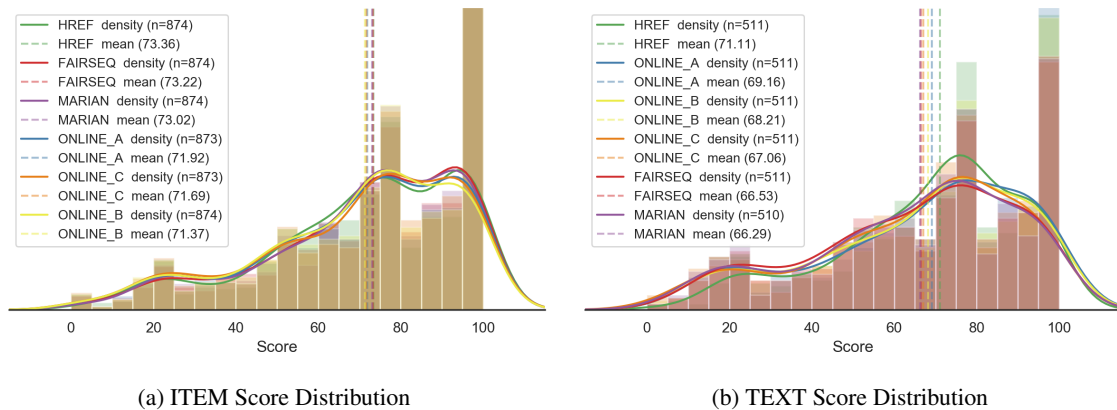 HREF density (n=874)
HREF mean (73.36)
FAIRSEQ density (n=874)
FAIRSEQ mean (73.22)
MARIAN density (n=874)
MARIAN mean (73.02)
ONLINE_A density (n=873)
ONLINE_A mean (71.92)
ONLINE_C density (n=873)
ONLINE_C mean (71.69)
ONLINE_B density (n=874)
ONLINE_B mean (71.37)
0 20 40 60 80 100
Score
(a) ITEM Score Distribution
HREF density (n=511)
HREF mean (71.11)
ONLINE_A density (n=511)
ONLINE_A mean (69.16)
ONLINE_B density (n=511)
ONLINE_B mean (68.21)
ONLINE_C density (n=511)
ONLINE_C mean (67.06)
FAIRSEQ density (n=511)
FAIRSEQ mean (66.53)
MARIAN density (n=510)
MARIAN mean (66.29)
0 20 40 60 80 100
Score
(b) TEXT Score Distribution